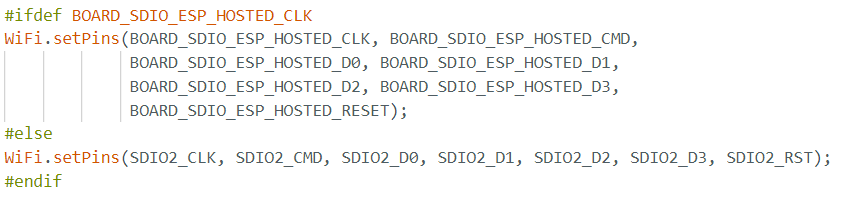 #ifdef BOARD_SDIO_ESP_HOSTED_CLK
WiFi.setPins(BOARD_SDIO_ESP_HOSTED_CLK, BOARD_SDIO_ESP_HOSTED_CMD,
BOARD_SDIO_ESP_HOSTED_D0, BOARD_SDIO_ESP_HOSTED_D1,
BOARD_SDIO_ESP_HOSTED_D2, BOARD_SDIO_ESP_HOSTED_D3,
BOARD_SDIO_ESP_HOSTED_RESET);
#else
WiFi.setPins(SDIO2_CLK, SDIO2_CMD, SDIO2_D0, SDIO2_D1, SDIO2_D2, SDIO2_D3, SDIO2_RST);
#endif